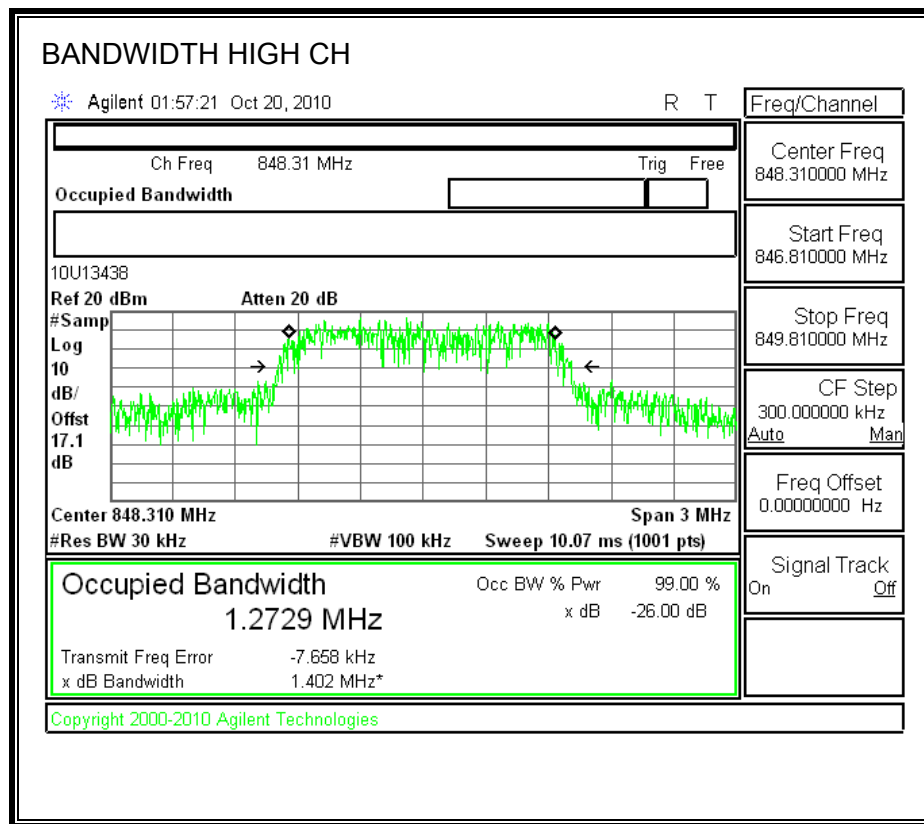 BANDWIDTH HIGH CH
Agilent 01:57:21 Oct 20, 2010 R T
Freq/Channel
Ch Freq 848.31 MHz Trig Free
Occupied Bandwidth
Center Freq
848.310000 MHz
Start Freq
846.810000 MHz
10U13438
Ref 20 dBm Atten 20 dB
#Samp
Log
10
dB/
Offst
17.1
dB
Stop Freq
849.810000 MHz
CF Step
300.000000 kHz
Auto Man
Freq Offset
0.00000000 Hz
Center 848.310 MHz Span 3 MHz
#Res BW 30 kHz #VBW 100 kHz Sweep 10.07 ms (1001 pts)
Signal Track
On Off
Occupied Bandwidth
1.2729 MHz
Occ BW % Pwr 99.00 %
x dB -26.00 dB
Transmit Freq Error -7.658 kHz
x dB Bandwidth 1.402 MHz*
Copyright 2000-2010 Agilent Technologies